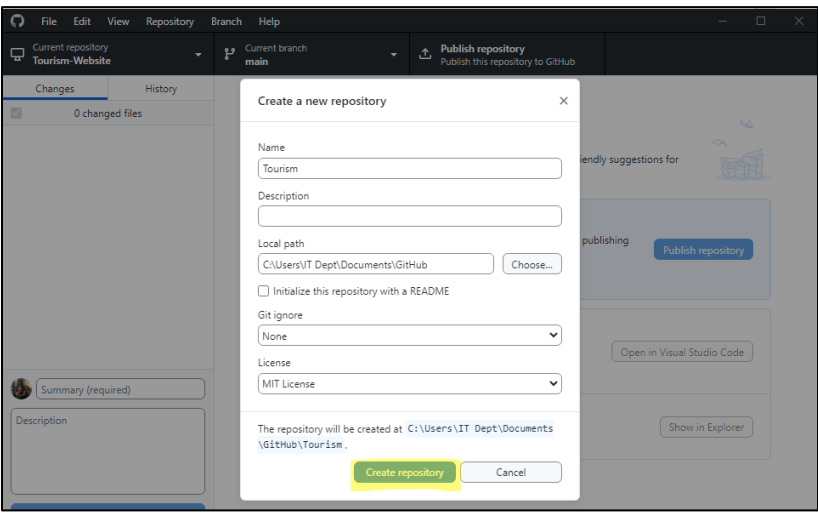 File Edit View Repository Branch Help
Current repository
Tourism-Website
Current branch
main
Publish repository
Publish this repository to GitHub
Changes History
0 changed files
Create a new repository
Name
Tourism
Description
Local path
C:\Users\IT Dept\Documents\GitHub
Choose...
Initialize this repository with a README
Git ignore
None
License
MIT License
The repository will be created at C:\Users\IT Dept\Documents
\GitHub\Tourism.
Create repository Cancel
iendly suggestions for
publishing
Publish repository
Open in Visual Studio Code
Show in Explorer
Summary (required)
Description